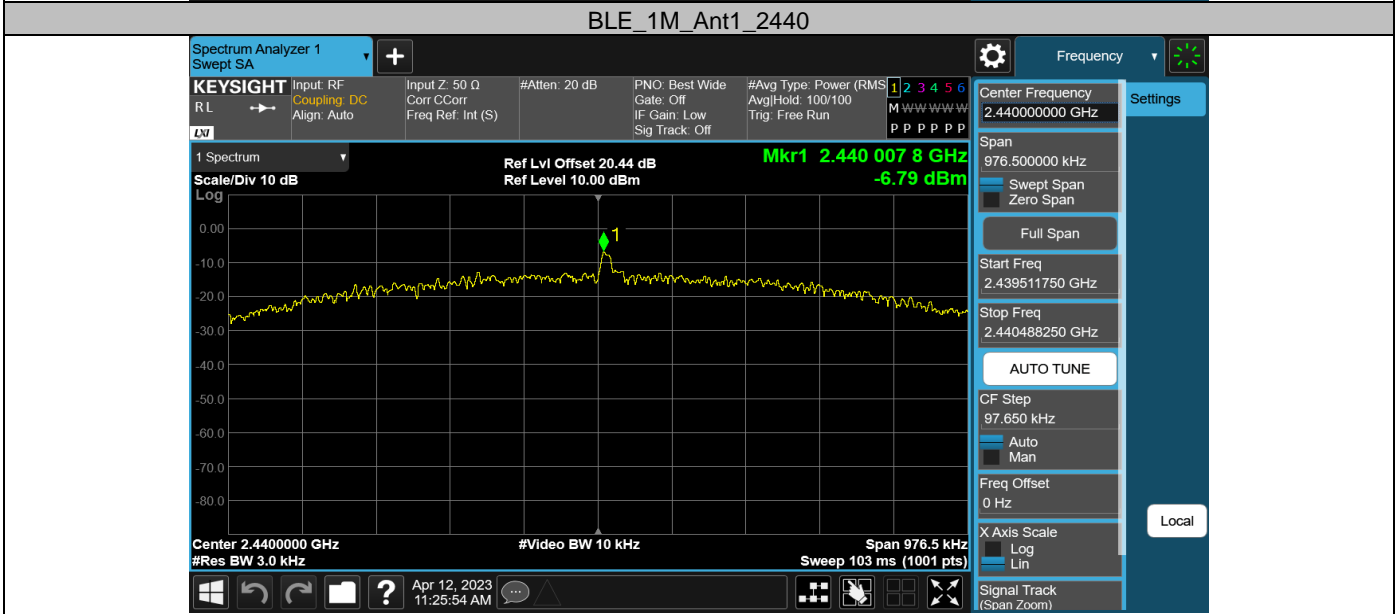 BLE_1M_Ant1_2440
Spectrum Analyzer 1
Swept SA
Frequency
KEYSIGHT
R L
LXI
Input: RF
Coupling: DC
Align: Auto
Input Z: 50 Ω
Corr CCorr
Freq Ref: Int (S)
#Atten: 20 dB
PNO: Best Wide
Gate: Off
IF Gain: Low
Sig Track: Off
#Avg Type: Power (RMS
Avg|Hold: 100/100
Trig: Free Run
1 2 3 4 5 6
M W W W W W
P P P P P P
1 Spectrum
Scale/Div 10 dB
Log
Ref Lvl Offset 20.44 dB
Ref Level 10.00 dBm
Mkr1 2.440 007 8 GHz
-6.79 dBm
1
0.00
-10.0
-20.0
-30.0
-40.0
-50.0
-60.0
-70.0
-80.0
Center 2.4400000 GHz
#Res BW 3.0 kHz
#Video BW 10 kHz
Span 976.5 kHz
Sweep 103 ms (1001 pts)
Center Frequency
2.440000000 GHz
Settings
Span
976.500000 kHz
Swept Span
Zero Span
Full Span
Start Freq
2.439511750 GHz
Stop Freq
2.440488250 GHz
AUTO TUNE
CF Step
97.650 kHz
Auto
Man
Freq Offset
0 Hz
X Axis Scale
Log
Lin
Local
Signal Track
(Span Zoom)
?
Apr 12, 2023
11:25:54 AM